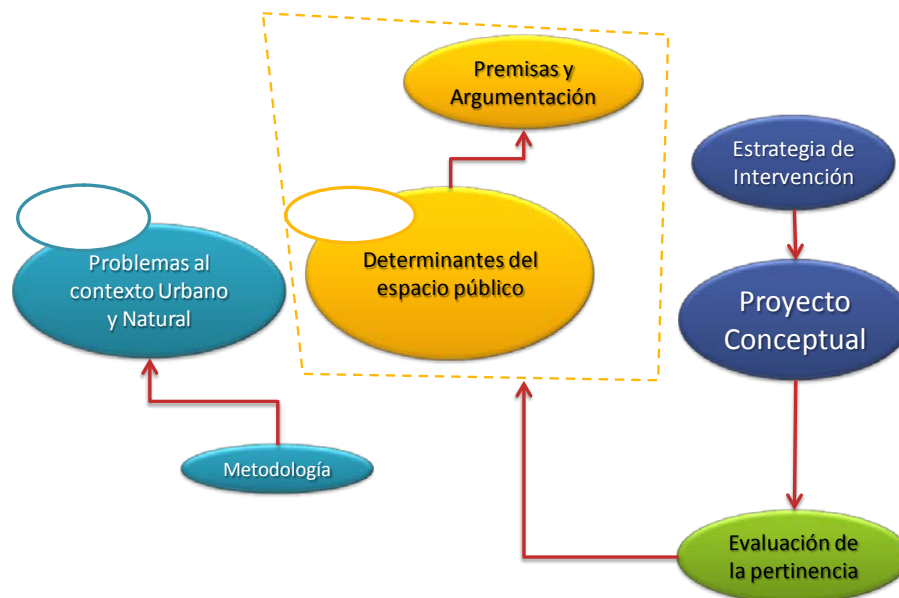 Premisas y
Argumentación
Estrategia de
Intervención
Problemas al
contexto Urbano
y Natural
Determinantes del
espacio público
Proyecto
Conceptual
Metodología
Evaluación de
la pertinencia